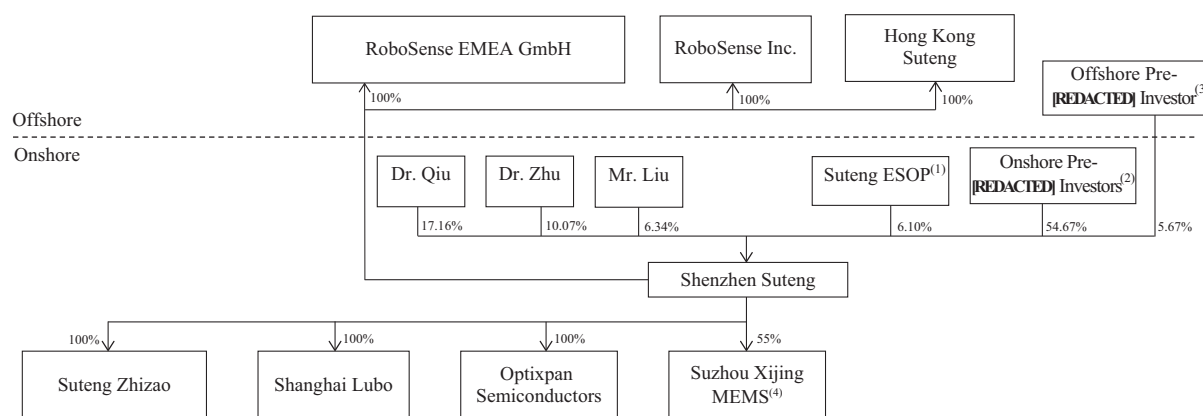 RoboSense EMEA GmbH
RoboSense Inc.
Hong Kong
Suteng
Offshore Pre-
[REDACTED] Investor(3)
100%
100%
100%
Offshore
Onshore
Dr. Qiu
Dr. Zhu
Mr. Liu
Suteng ESOP(1)
Onshore Pre-
[REDACTED] Investors(2)
17.16%
10.07%
6.34%
6.10%
54.67%
5.67%
Shenzhen Suteng
100%
100%
100%
55%
Suteng Zhizao
Shanghai Lubo
Optixpan
Semiconductors
Suzhou Xijing
MEMS(4)